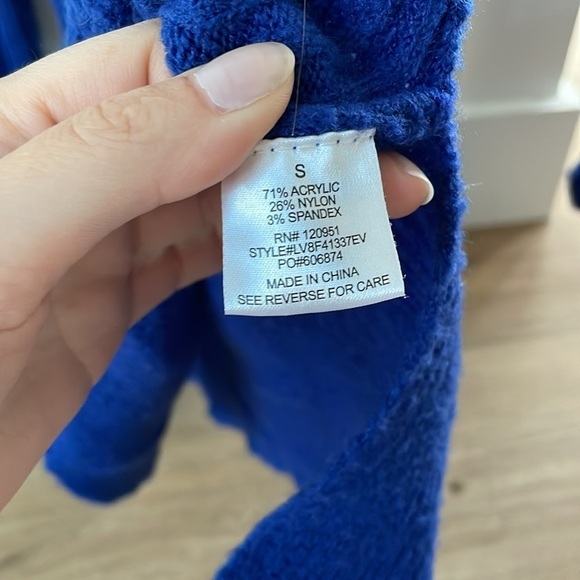 S
71% ACRYLIC
26% NYLON
3% SPANDEX
RN# 120951
STYLE#LV8F41337EV
PO#606874
MADE IN CHINA
SEE REVERSE FOR CARE